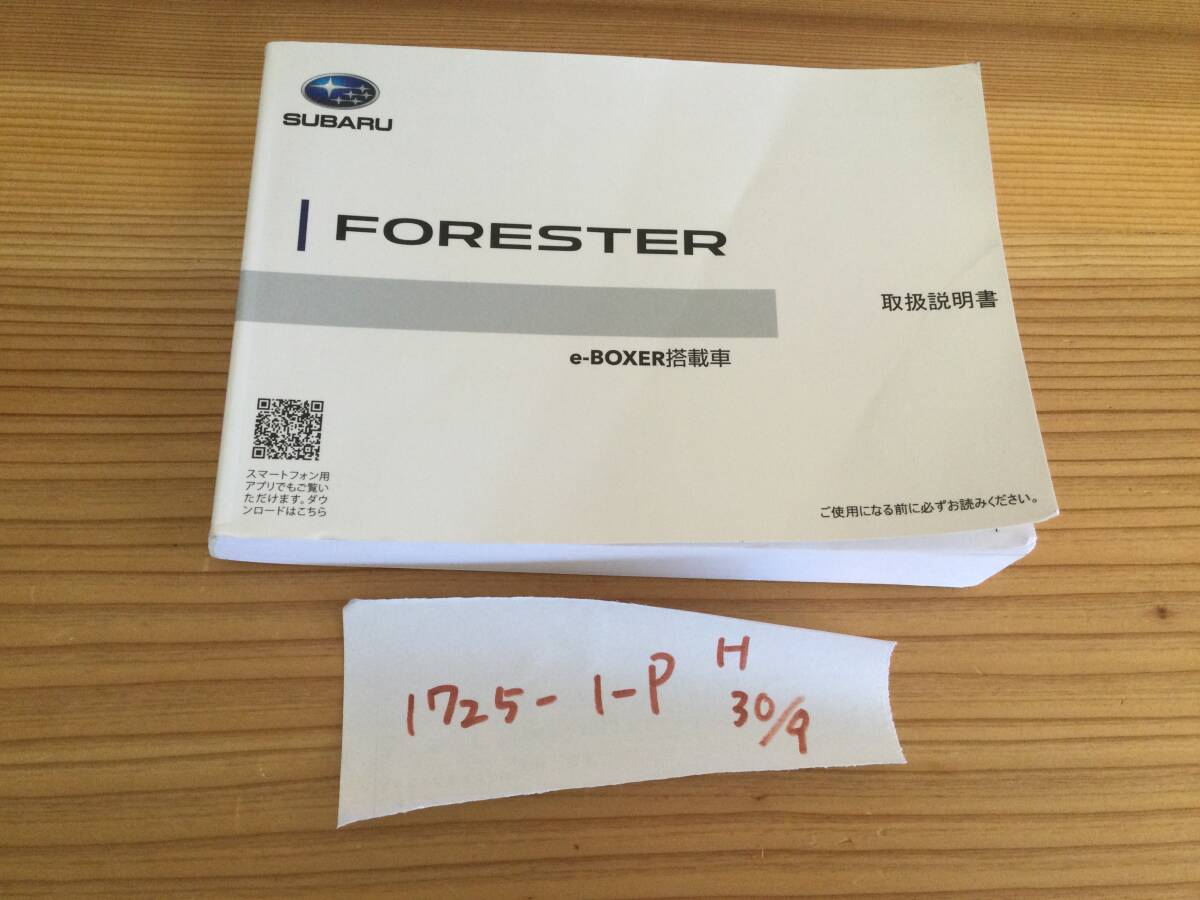 SUBARU
FORESTER
取扱説明書
e-BOXER搭載車
スマートフォン用
アプリでもご覧い
ただけます。ダウ
ンロードはこちら
ご使用になる前に必ずお読みください。
1725-1-P
H
30/9